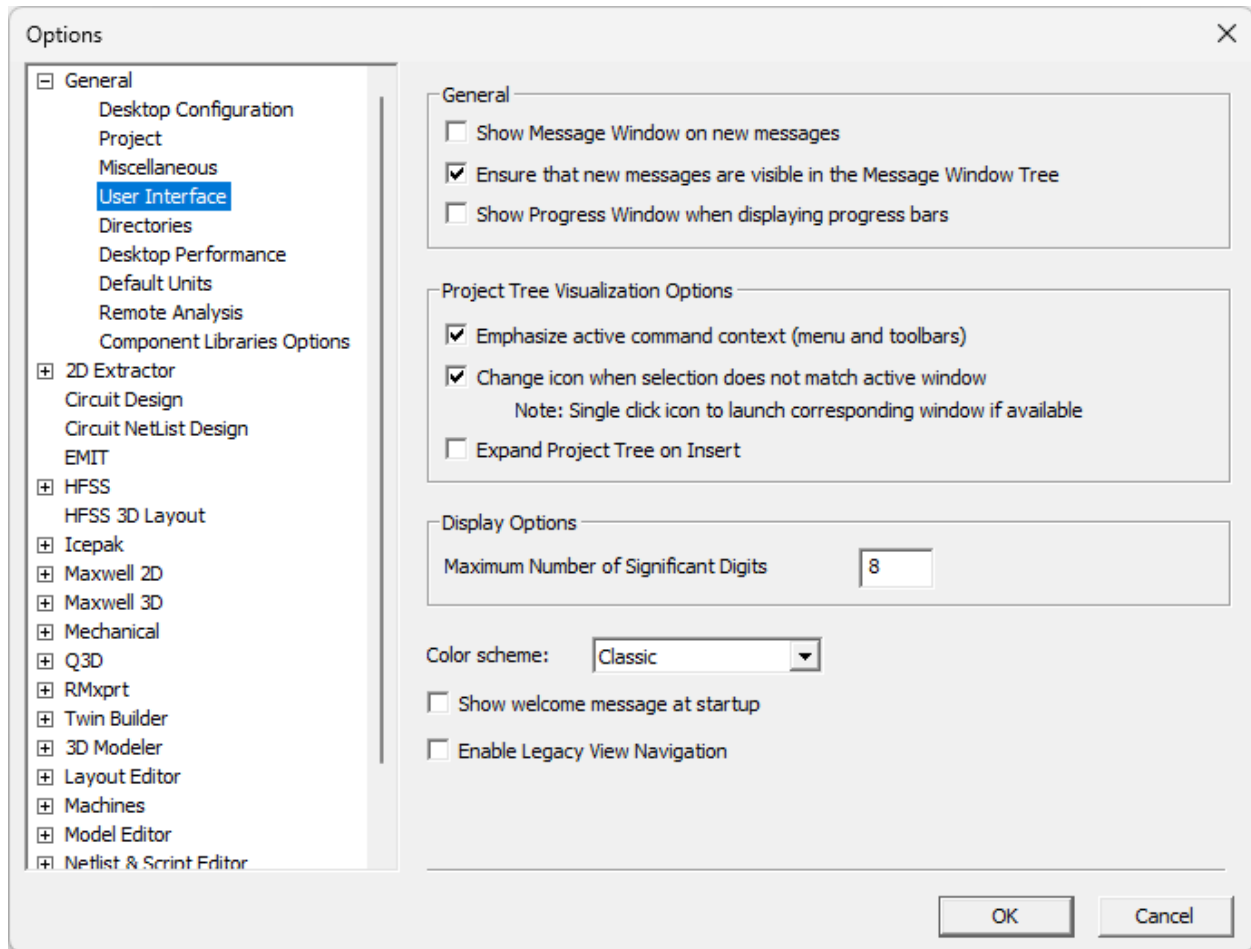 Options
General
Desktop Configuration
Project
Miscellaneous
User Interface
Directories
Desktop Performance
Default Units
Remote Analysis
Component Libraries Options
2D Extractor
Circuit Design
Circuit NetList Design
EMIT
HFSS
HFSS 3D Layout
Icepak
Maxwell 2D
Maxwell 3D
Mechanical
Q3D
RMxprt
Twin Builder
3D Modeler
Layout Editor
Machines
Model Editor
Netlist & Script Editor
General
Show Message Window on new messages
Ensure that new messages are visible in the Message Window Tree
Show Progress Window when displaying progress bars
Project Tree Visualization Options
Emphasize active command context (menu and toolbars)
Change icon when selection does not match active window
Note: Single click icon to launch corresponding window if available
Expand Project Tree on Insert
Display Options
Maximum Number of Significant Digits 8
Color scheme: Classic
Show welcome message at startup
Enable Legacy View Navigation
OK Cancel